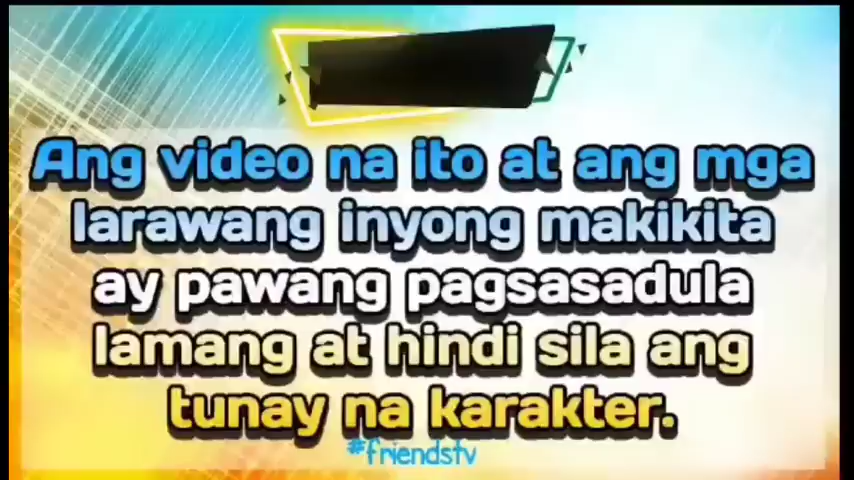 Ang video na ito at ang mga
larawang inyong makikita
ay pawang pagsasadula
lamang at hindi sila ang
tunay na karakter.
#friendstv